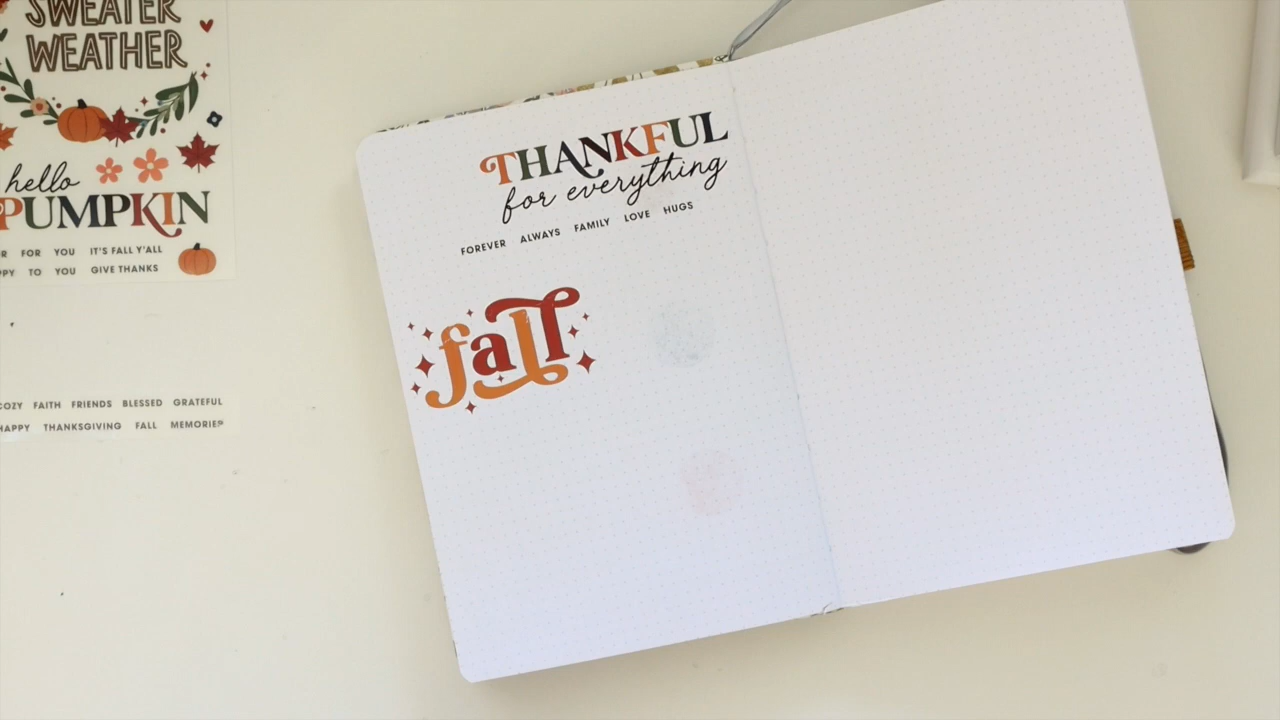 SWEATER
WEATHER
hello
PUMPKIN
FOR YOU IT'S FALL Y'ALL
TO YOU GIVE THANKS
COZY FAITH FRIENDS BLESSED GRATEFUL
HAPPY THANKSGIVING FALL MEMORIES
THANKFUL
for everything
FOREVER ALWAYS FAMILY LOVE HUGS
fall